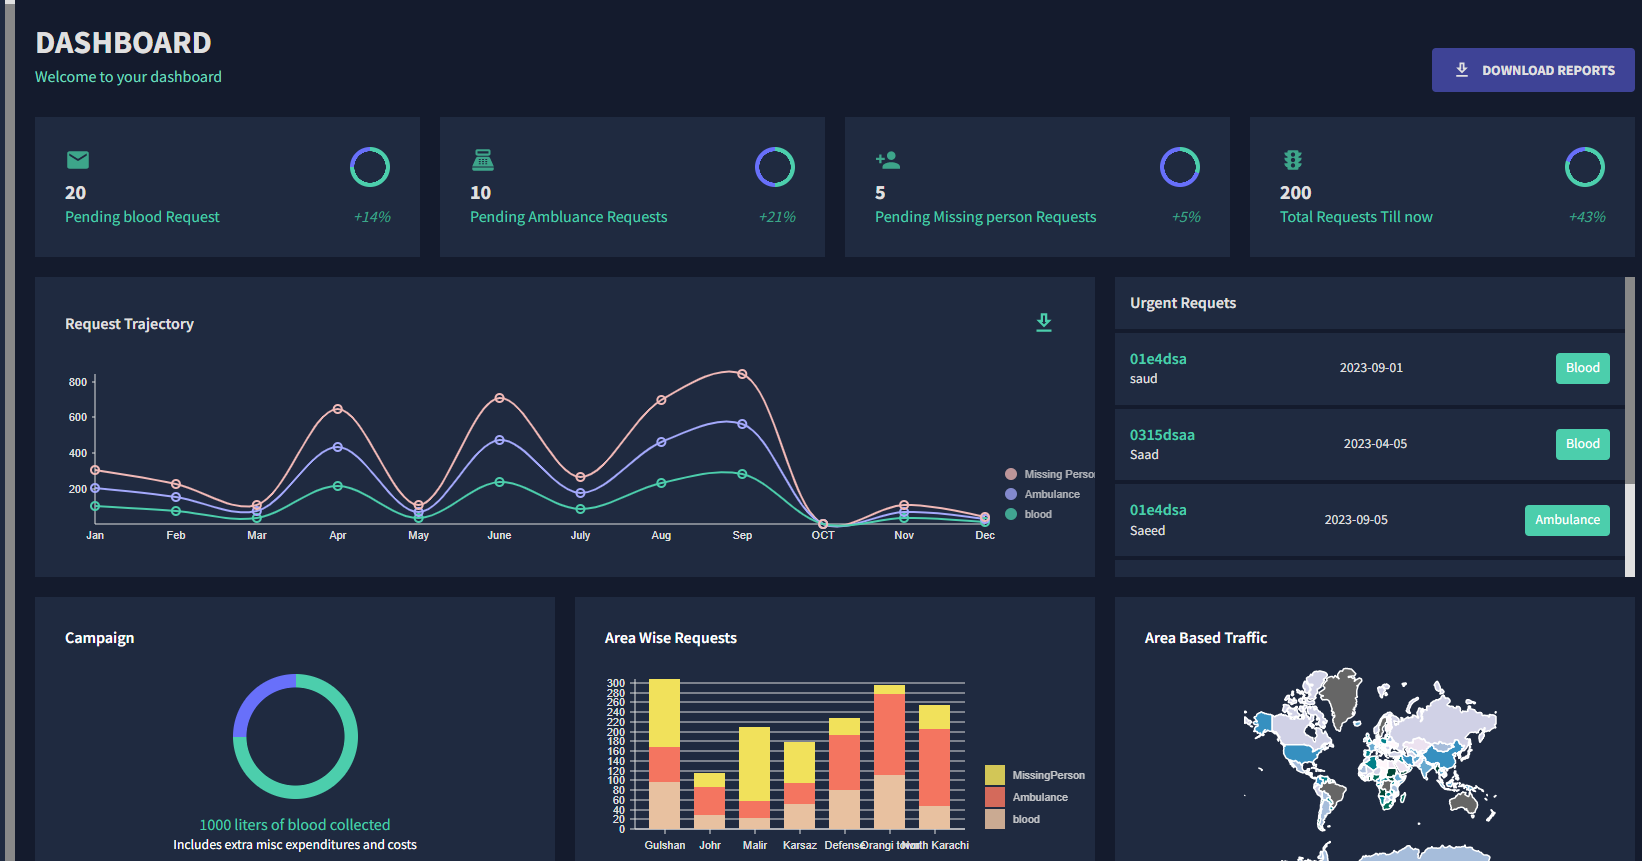 DASHBOARD
Welcome to your dashboard
DOWNLOAD REPORTS
20
Pending blood Request
+14%
10
Pending Ambluance Requests
+21%
5
Pending Missing person Requests
+5%
200
Total Requests Till now
+43%
Request Trajectory
800
600
400
200
Jan Feb Mar Apr May June July Aug Sep OCT Nov Dec
Missing Perso
Ambulance
blood
Urgent Requets
01e4dsa
saud
2023-09-01
Blood
0315dsaa
Saad
2023-04-05
Blood
01e4dsa
Saeed
2023-09-05
Ambulance
Campaign
1000 liters of blood collected
Includes extra misc expenditures and costs
Area Wise Requests
300
280
260
240
220
200
180
160
140
120
100
80
60
40
20
0
Gulshan Johr Malir Karsaz Defense Orangi North Karachi
MissingPerson
Ambulance
blood
Area Based Traffic